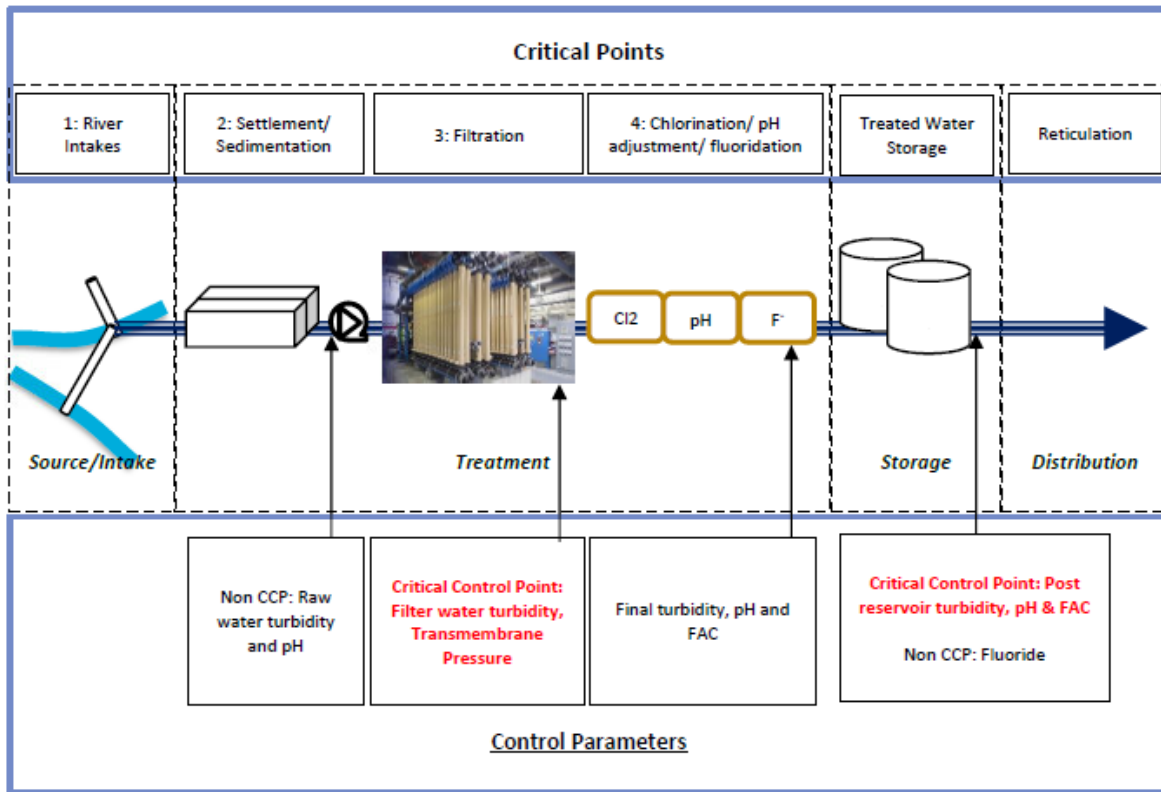 Critical Points
1: River
Intakes
2: Settlement/
Sedimentation
3: Filtration
4: Chlorination/ pH
adjustment/ fluoridation
Treated Water
Storage
Reticulation
Cl2
pH
F⁻
Source/Intake
Treatment
Storage
Distribution
Non CCP: Raw
water turbidity
and pH
Critical Control Point:
Filter water turbidity,
Transmembrane
Pressure
Final turbidity, pH and
FAC
Critical Control Point: Post
reservoir turbidity, pH & FAC
Non CCP: Fluoride
Control Parameters